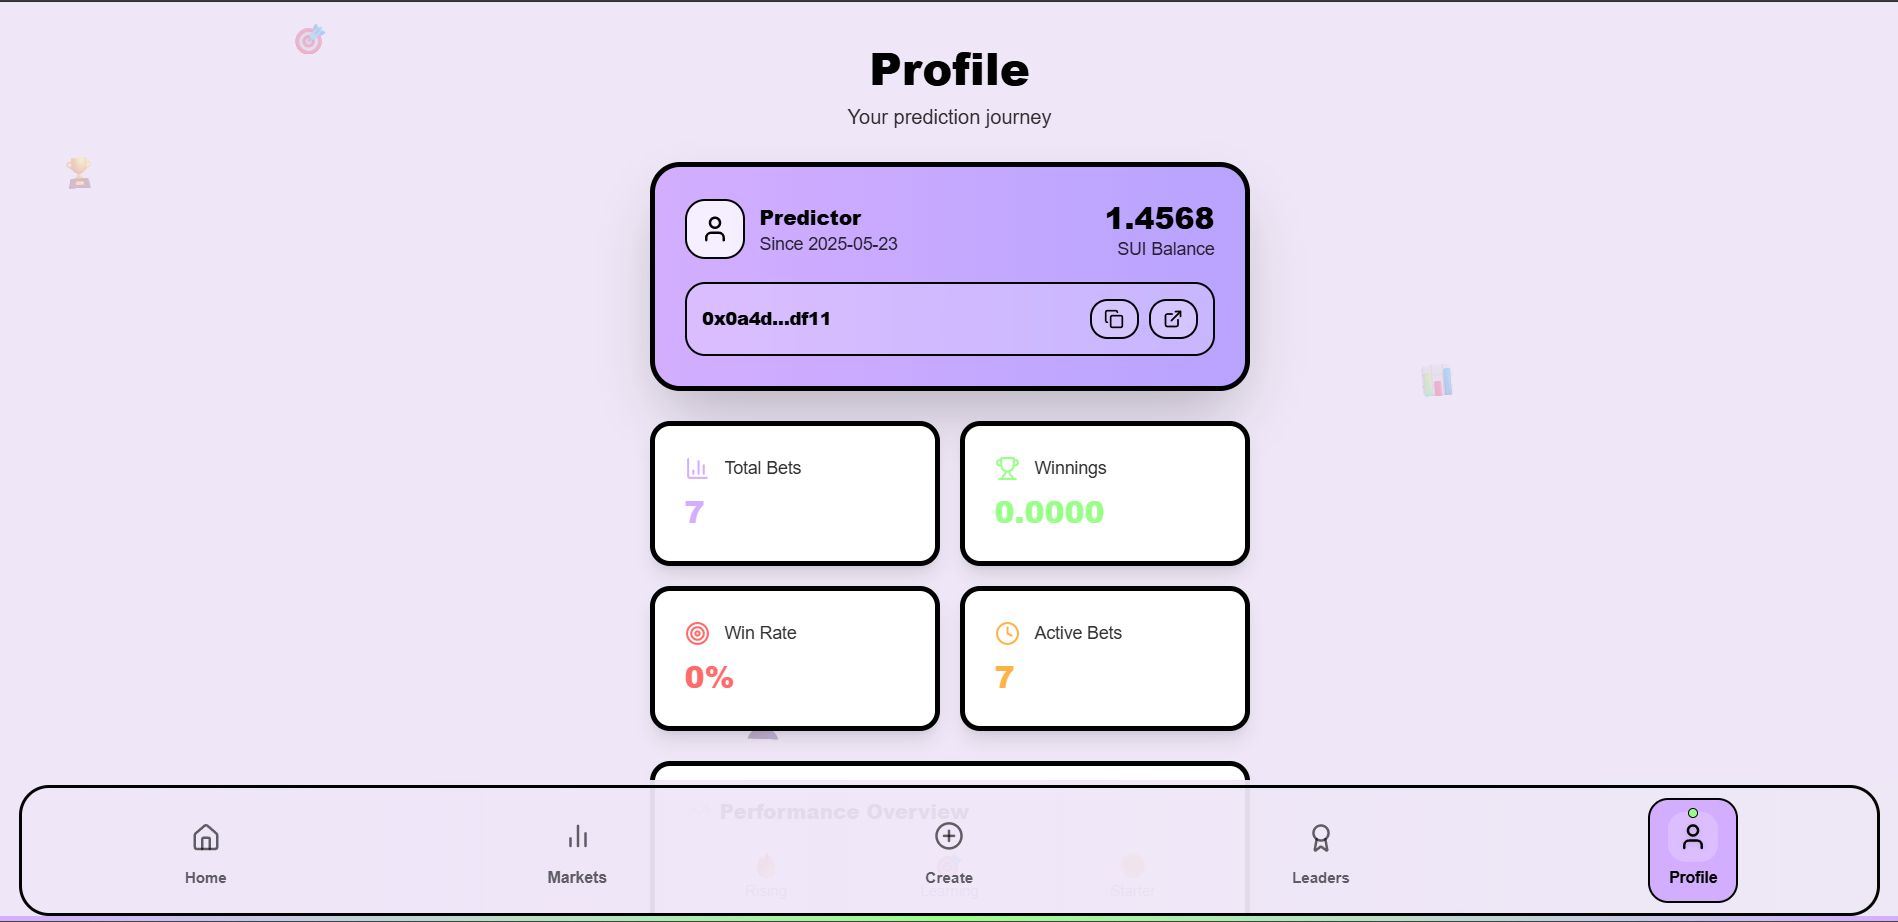 Profile
Your prediction journey
Predictor
Since 2025-05-23
1.4568
SUI Balance
0x0a4d...df11
Total Bets
7
Winnings
0.0000
Win Rate
0%
Active Bets
7
Performance Overview
Rising
Learning
Starter
Home
Markets
Create
Leaders
Profile